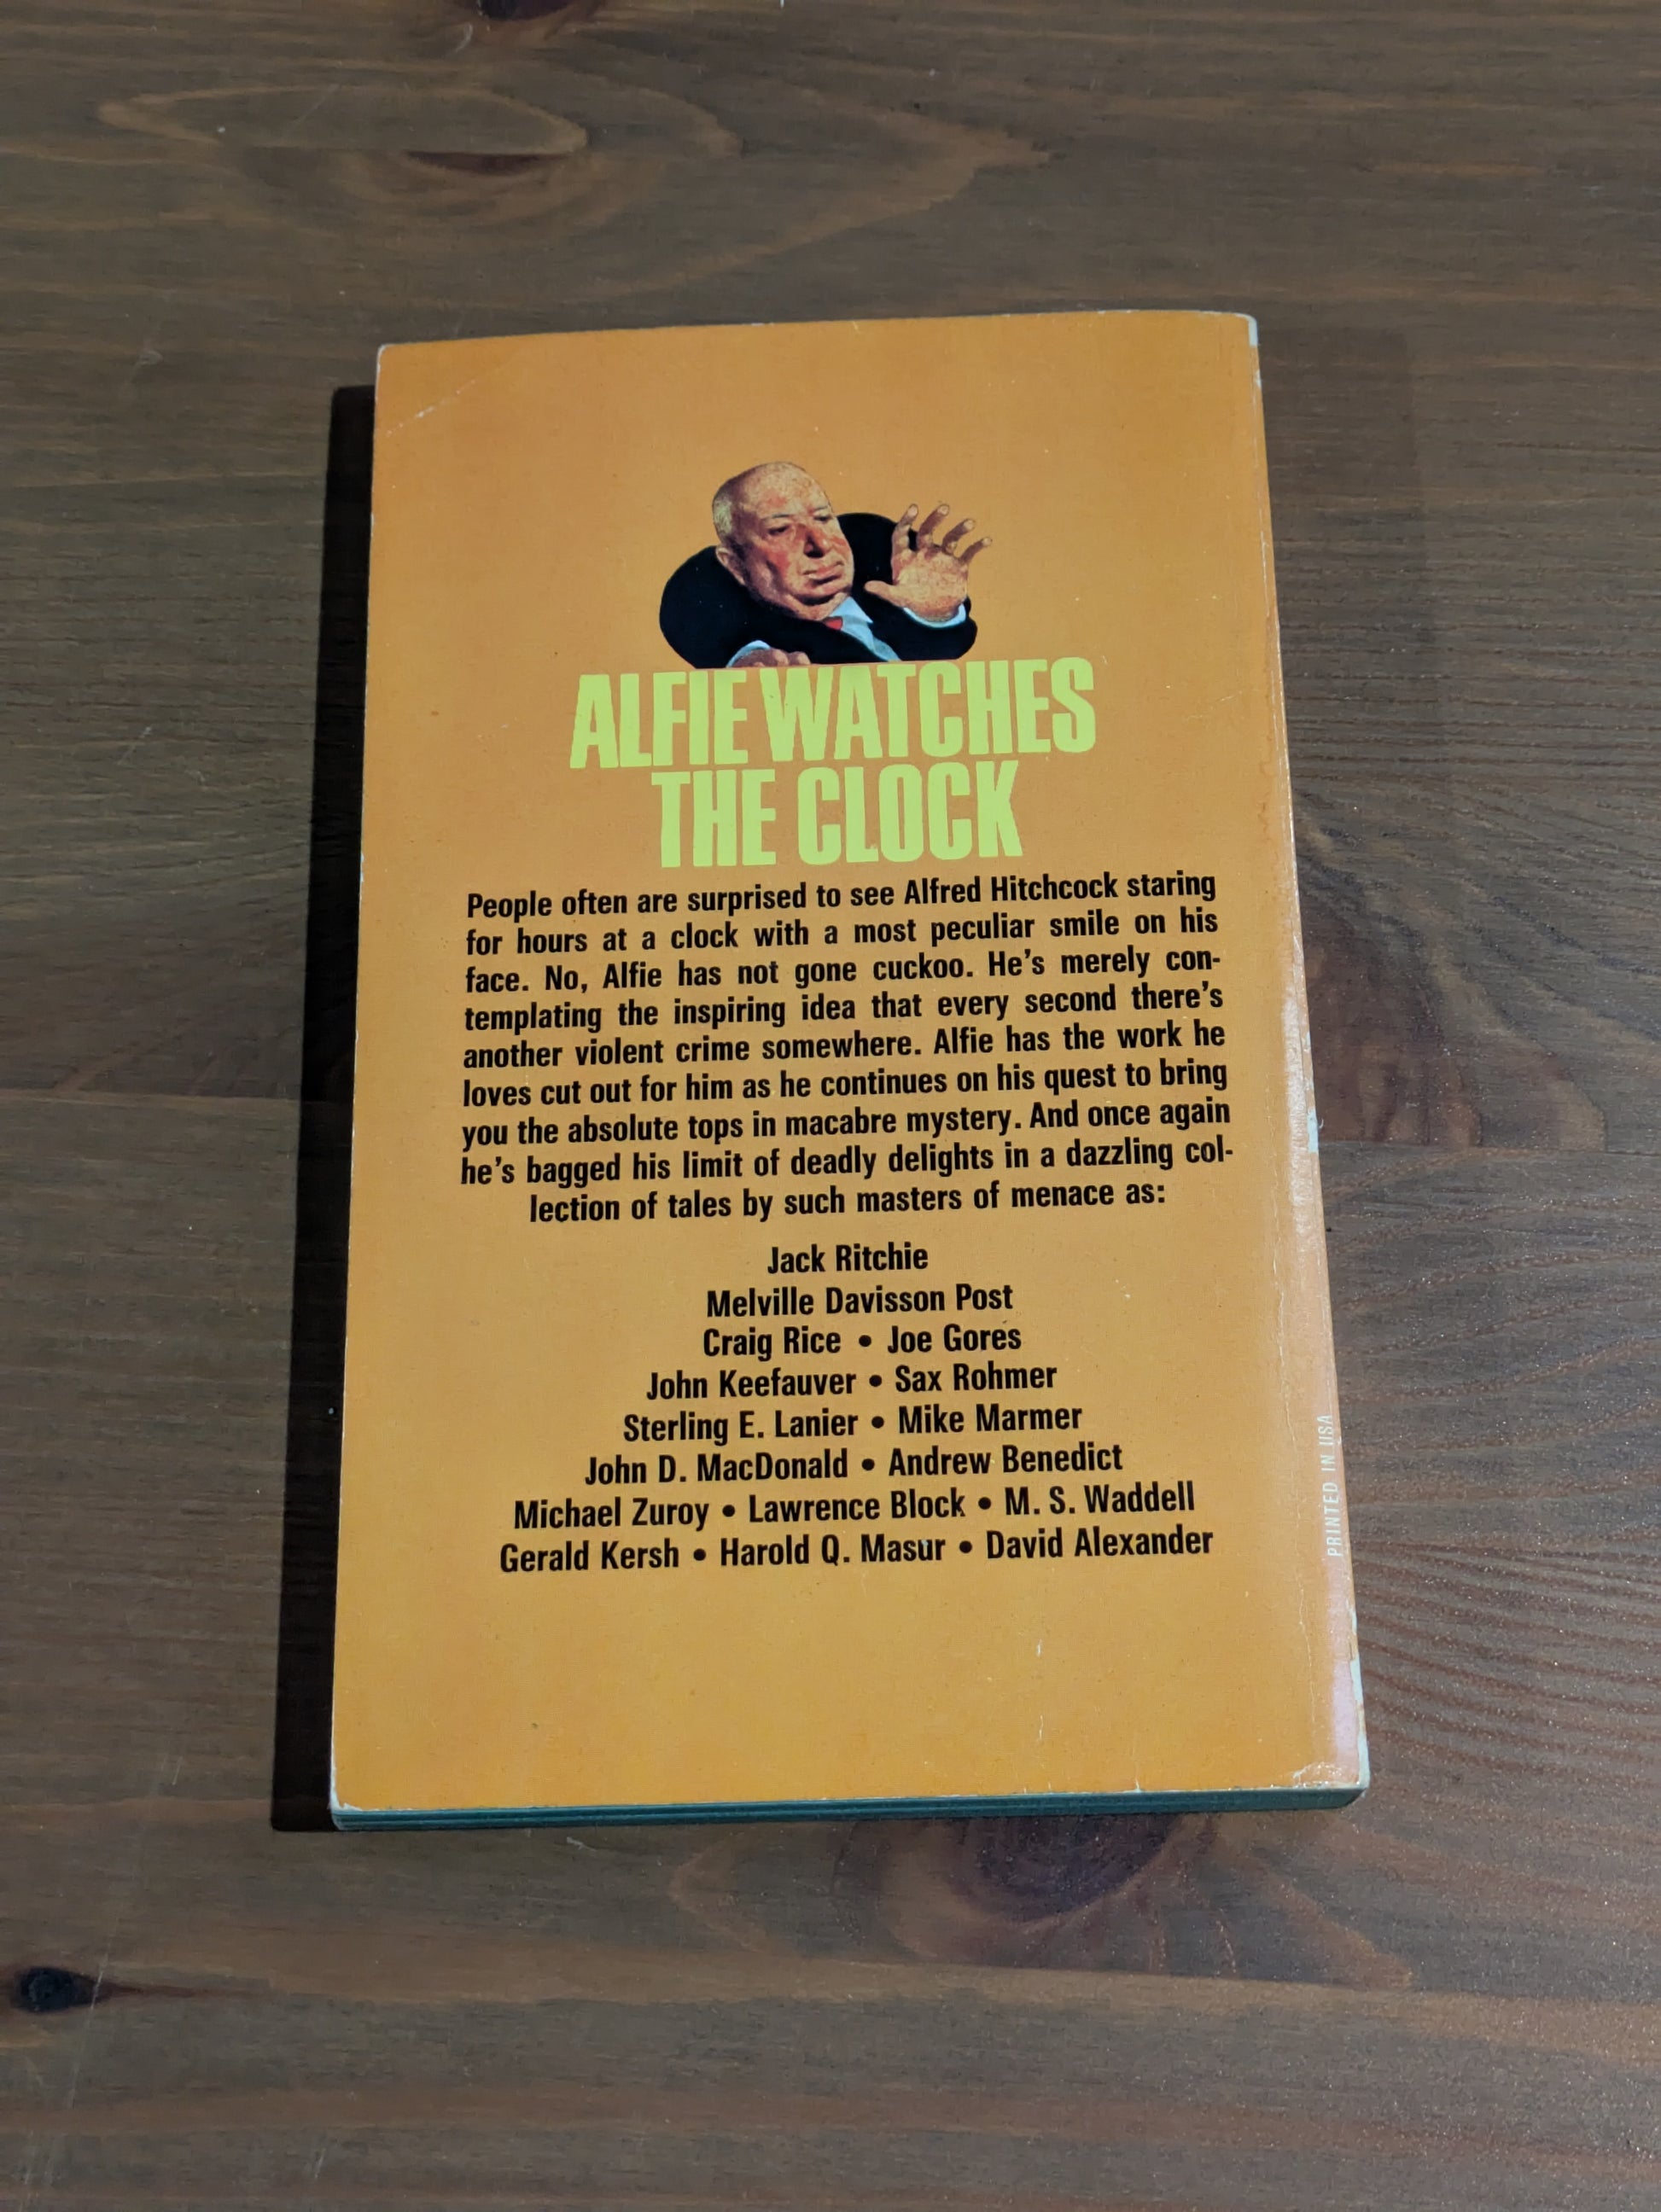 ALFIE WATCHES
THE CLOCK
People often are surprised to see Alfred Hitchcock staring
for hours at a clock with a most peculiar smile on his
face. No, Alfie has not gone cuckoo. He's merely con-
templating the inspiring idea that every second there's
another violent crime somewhere. Alfie has the work he
loves cut out for him as he continues on his quest to bring
you the absolute tops in macabre mystery. And once again
he's bagged his limit of deadly delights in a dazzling col-
lection of tales by such masters of menace as:
Jack Ritchie
Melville Davisson Post
Craig Rice • Joe Gores
John Keefauver • Sax Rohmer
Sterling E. Lanier • Mike Marmer
John D. MacDonald • Andrew Benedict
Michael Zuroy • Lawrence Block • M. S. Waddell
Gerald Kersh • Harold Q. Masur • David Alexander
PRINTED IN USA